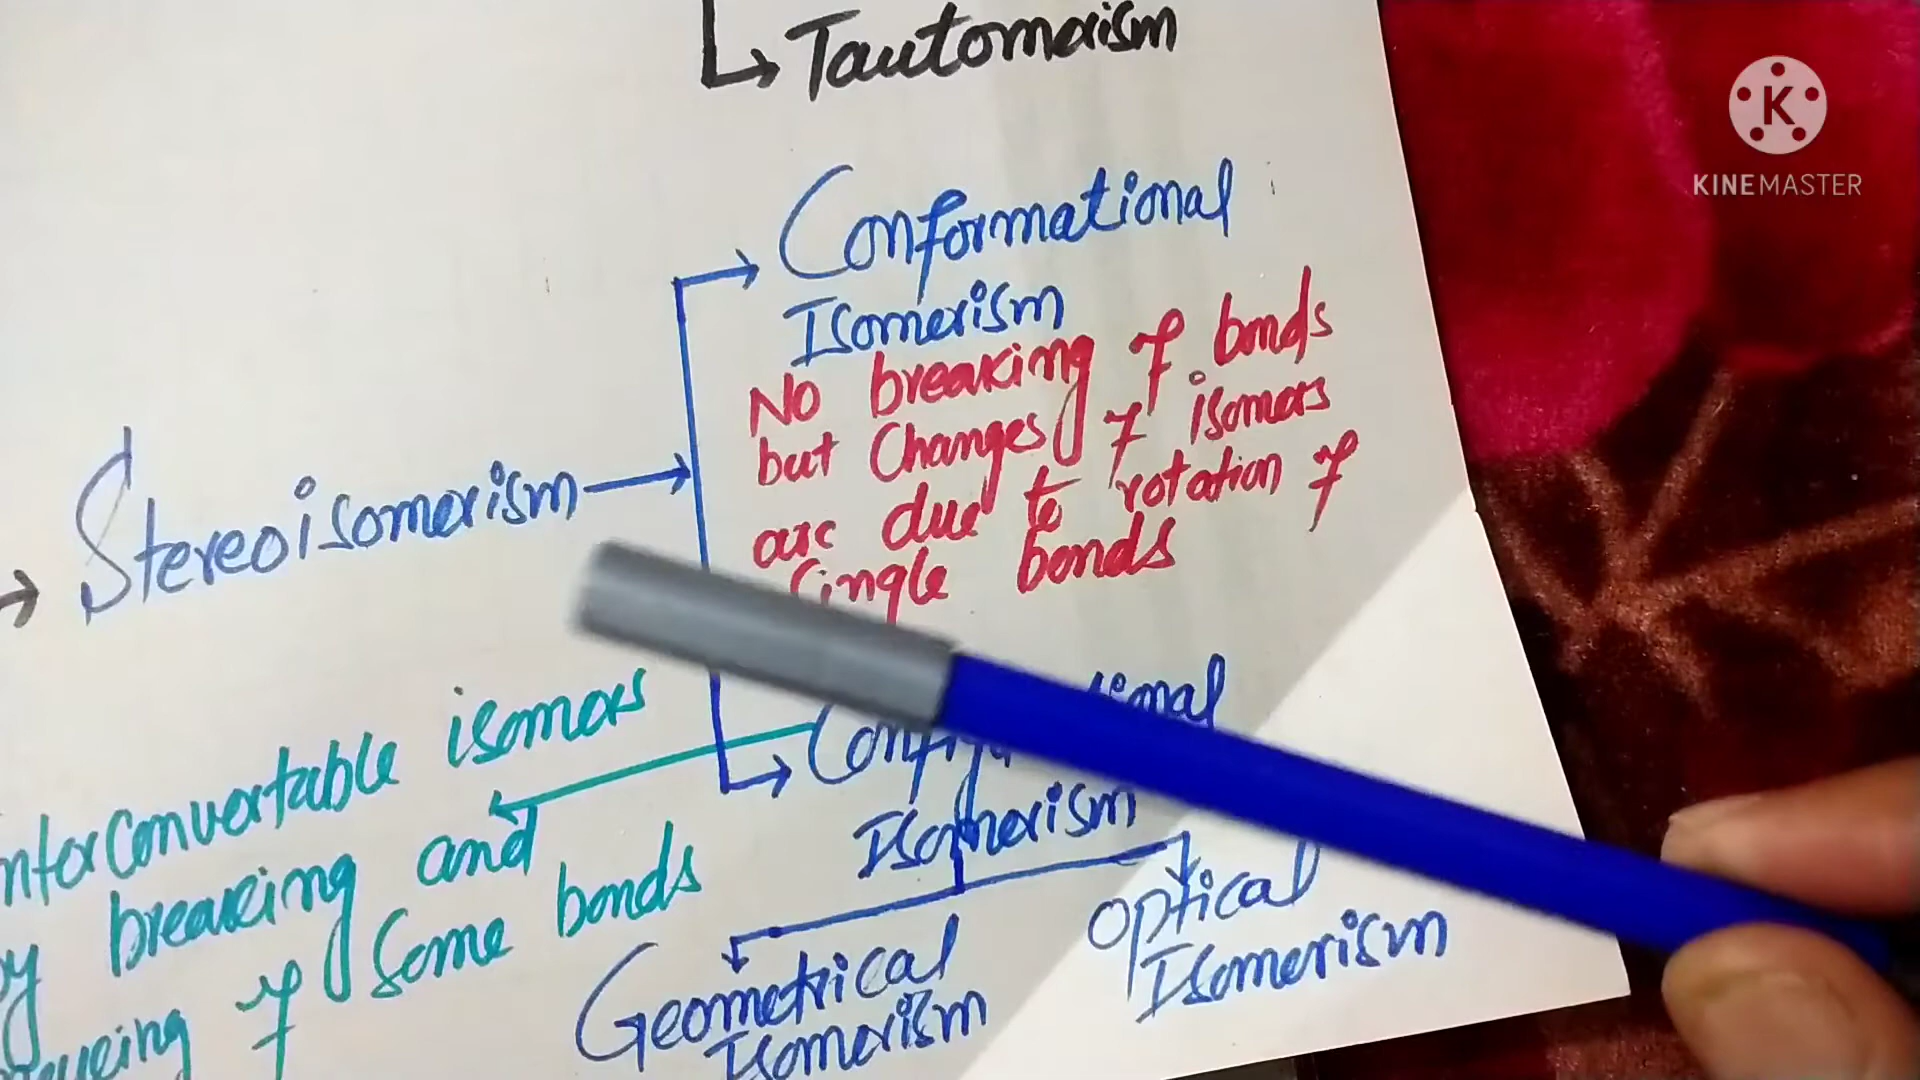 Tautomerism
KINEMASTER
Conformational
Isomerism
No breaking of bonds
but Changes of isomers
are due to rotation of
Single bonds
Stereoisomerism
Isomerism
isomers
breaking and
of Some bonds
Geometrical
Isomerism
Optical
Isomerism